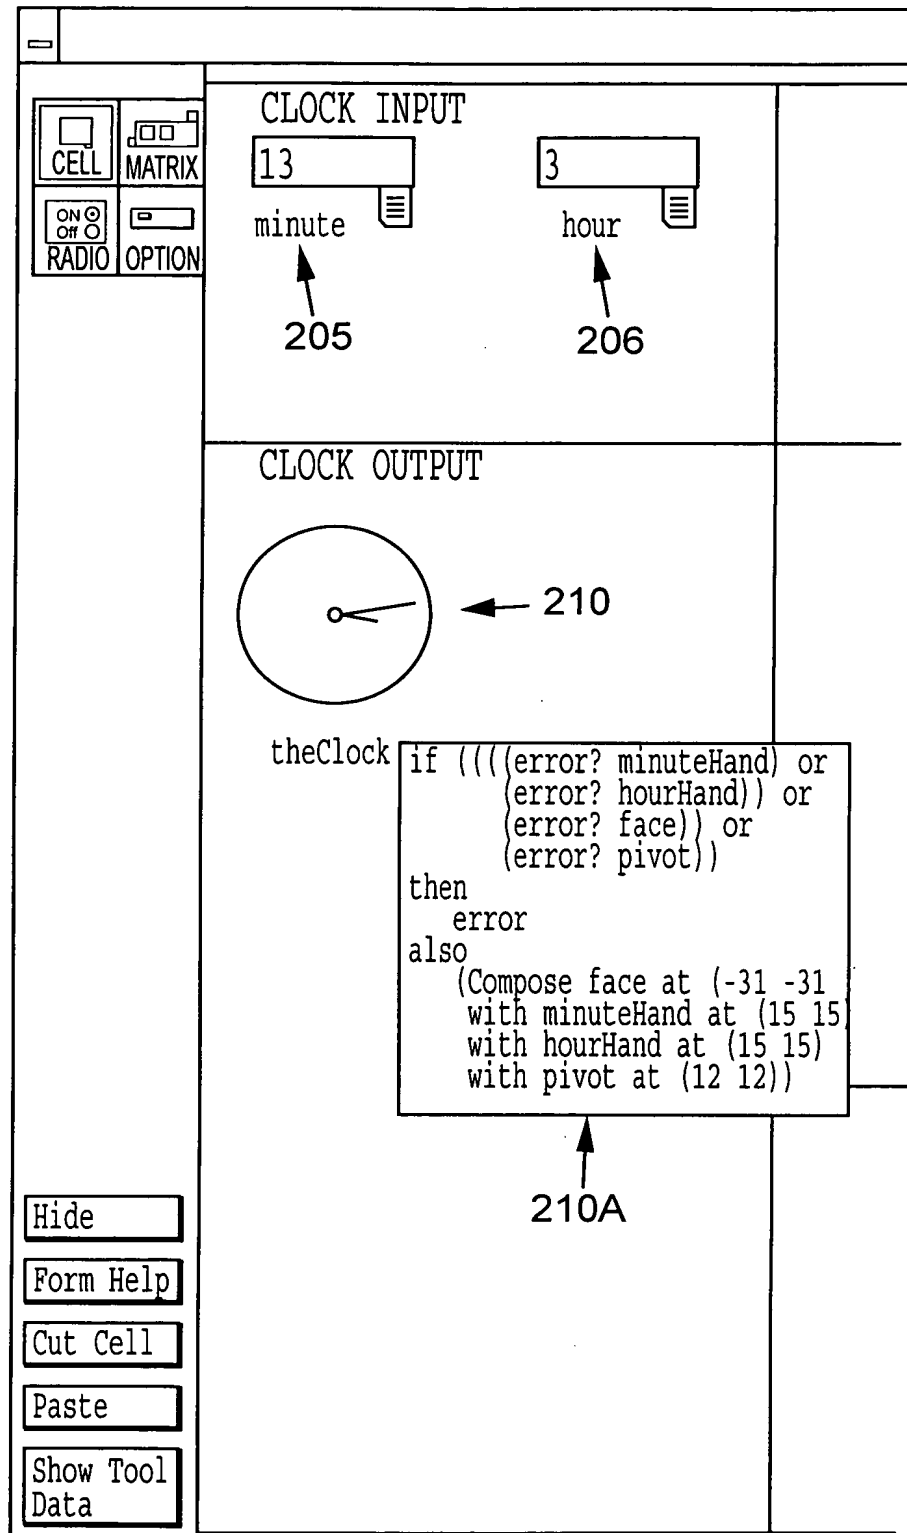 CELL
MATRIX
ON
Off
RADIO
OPTION
CLOCK INPUT
13
minute
3
hour
205
206
CLOCK OUTPUT
210
theClock
if ((((error? minuteHand) or
(error? hourHand)) or
(error? face)) or
(error? pivot))
then
error
also
(Compose face at (-31 -31
with minuteHand at (15 15)
with hourHand at (15 15)
with pivot at (12 12))
210A
Hide
Form Help
Cut Cell
Paste
Show Tool
Data